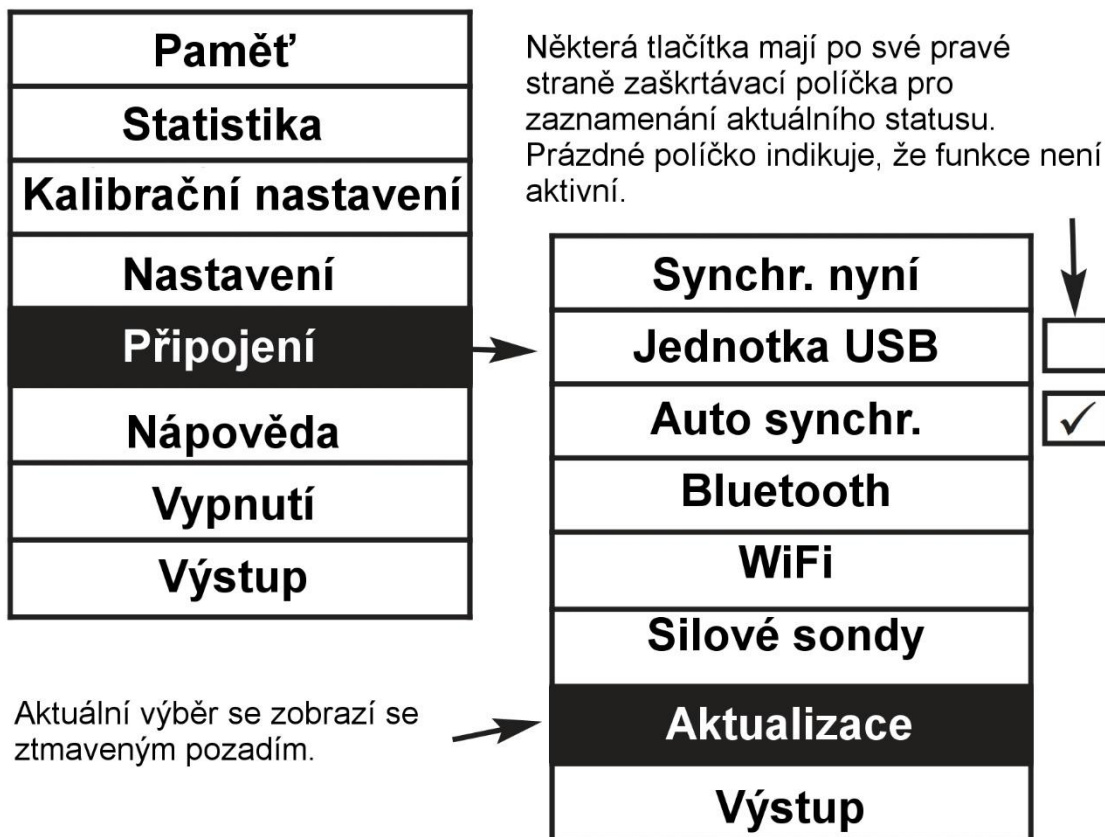 Paměť
Statistika
Kalibrační nastavení
Nastavení
Připojení
Nápověda
Vypnutí
Výstup
Některá tlačítka mají po své pravé
straně zaškrtávací políčka pro
zaznamenání aktuálního statusu.
Prázdné políčko indikuje, že funkce není
aktivní.
Synchr. nyní
Jednotka USB
Auto synchr.
✓
Bluetooth
WiFi
Silové sondy
Aktualizace
Výstup
Aktuální výběr se zobrazí se
ztmaveným pozadím.